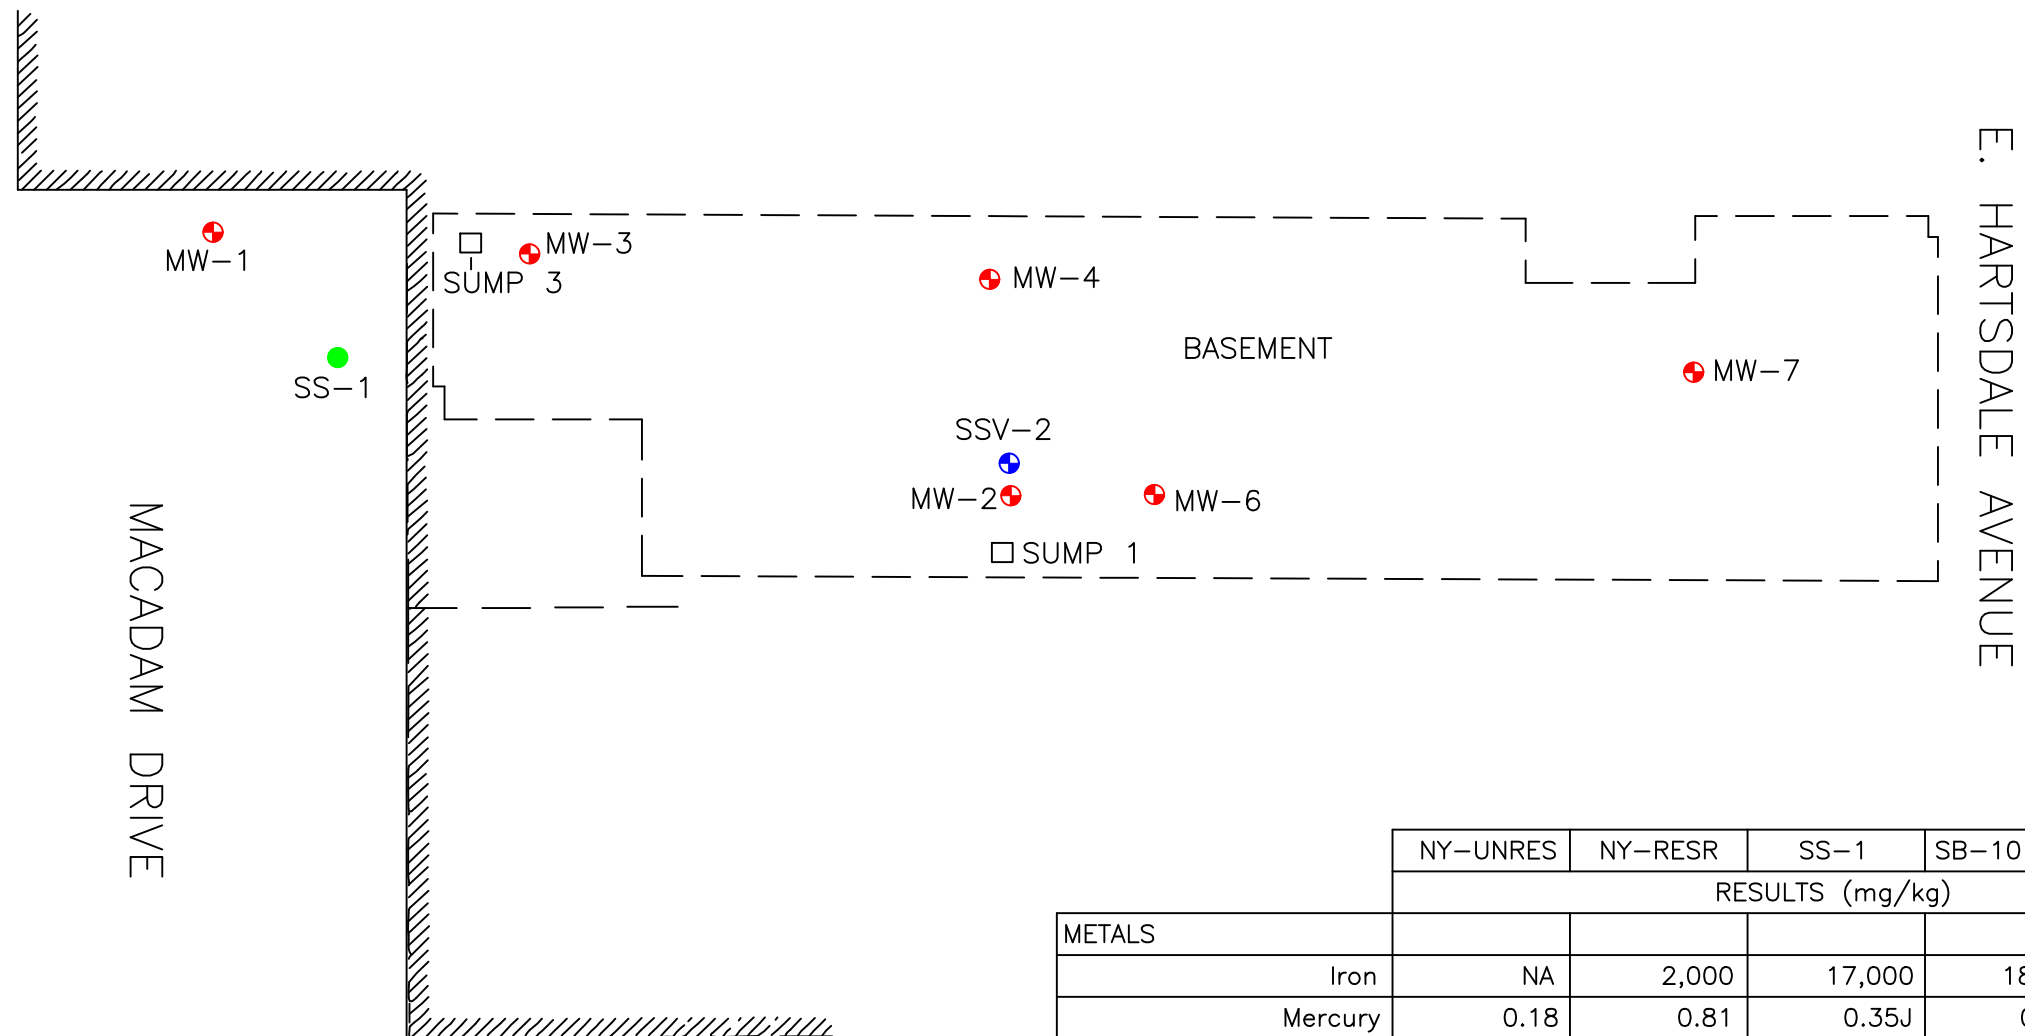 E. HARTSDALE AVENUE
MW-1
MW-3
SUMP 3
MW-4
BASEMENT
MW-7
SS-1
SSV-2
MW-2
MW-6
SUMP 1
MACADAM DRIVE
NY-UNRES NY-RESR SS-1 SB-10
RESULTS (mg/kg)
METALS
Iron NA 2,000 17,000 18
Mercury 0.18 0.81 0.35J